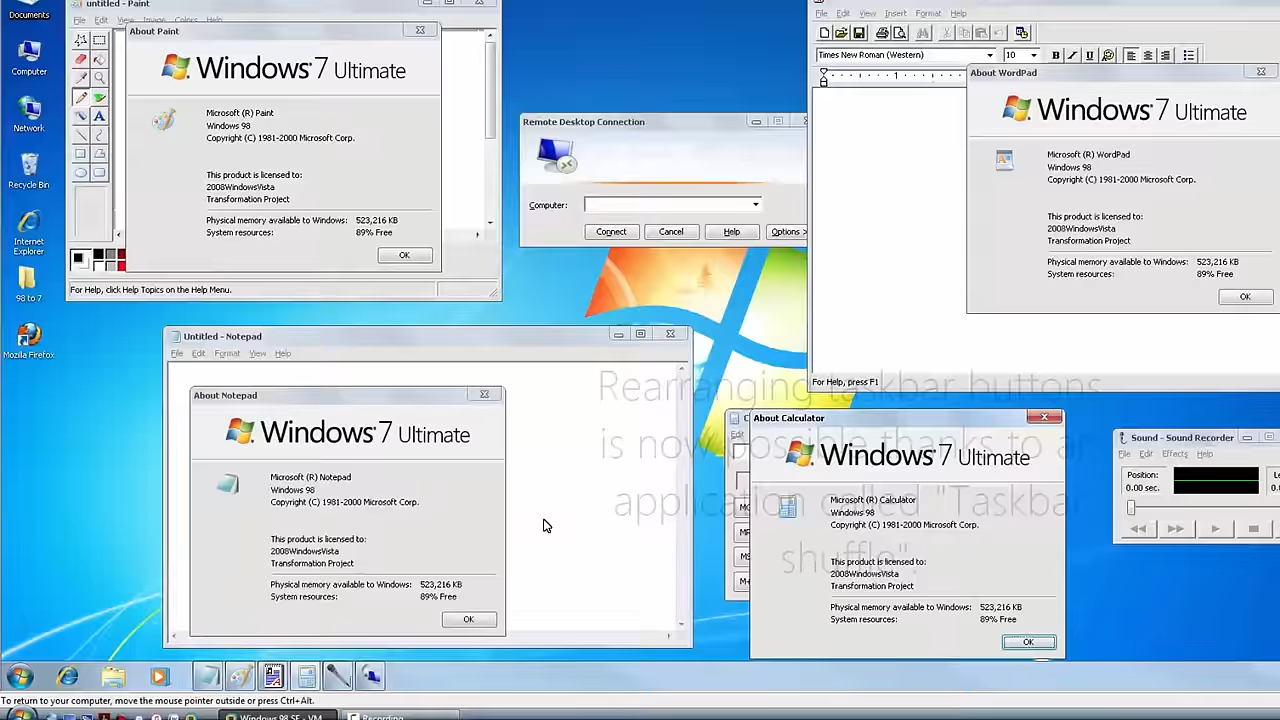 Documents
Computer
Network
Recycle Bin
Internet
Explorer
98 to 7
Mozilla Firefox
untitled - Paint
File Edit View Image Colors Help
About Paint
Windows 7 Ultimate
Microsoft (R) Paint
Windows 98
Copyright (C) 1981-2000 Microsoft Corp.
This product is licensed to:
2008WindowsVista
Transformation Project
Physical memory available to Windows: 523,216 KB
System resources: 89% Free
OK
For Help, click Help Topics on the Help Menu.
Remote Desktop Connection
Computer:
Connect Cancel Help Options >
File Edit View Insert Format Help
Times New Roman (Western) 10
B I U
1
About WordPad
Windows 7 Ultimate
Microsoft (R) WordPad
Windows 98
Copyright (C) 1981-2000 Microsoft Corp.
This product is licensed to:
2008WindowsVista
Transformation Project
Physical memory available to Windows: 523,216 KB
System resources: 89% Free
OK
For Help, press F1
Untitled - Notepad
File Edit Format View Help
About Notepad
Windows 7 Ultimate
Microsoft (R) Notepad
Windows 98
Copyright (C) 1981-2000 Microsoft Corp.
This product is licensed to:
2008WindowsVista
Transformation Project
Physical memory available to Windows: 523,216 KB
System resources: 89% Free
OK
Rearranging taskbar buttons
is now possible thanks to an
application called "Taskbar
shuffle".
Edit
About Calculator
Windows 7 Ultimate
Microsoft (R) Calculator
Windows 98
Copyright (C) 1981-2000 Microsoft Corp.
This product is licensed to:
2008WindowsVista
Transformation Project
Physical memory available to Windows: 523,216 KB
System resources: 89% Free
OK
Sound - Sound Recorder
File Edit Effects Help
Position:
0.00 sec.
0.00
To return to your computer, move the mouse pointer outside or press Ctrl+Alt.
Windows 98 SE - VM
Recording